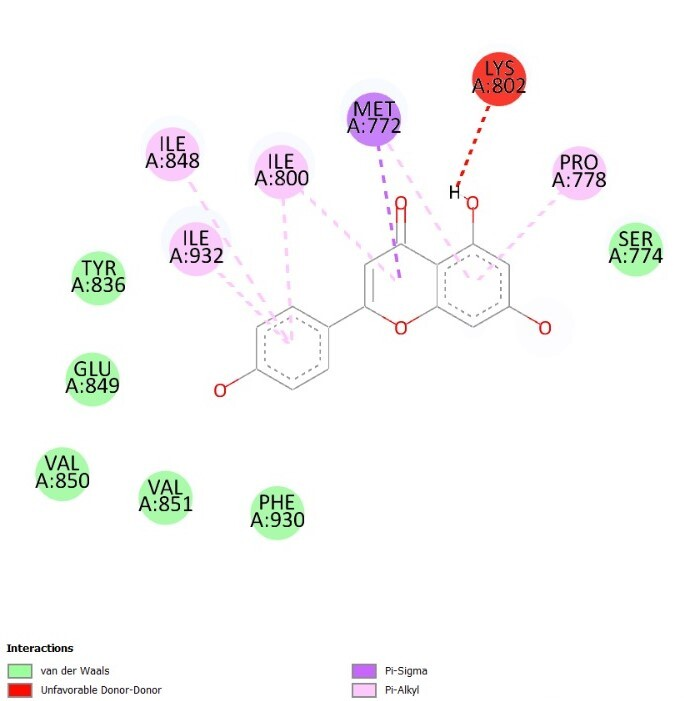 LYS
A:802
MET
A:772
ILE
A:848
ILE
A:800
PRO
A:778
H
O
O
ILE
A:932
SER
A:774
TYR
A:836
O
O
GLU
A:849
O
VAL
A:850
VAL
A:851
PHE
A:930
Interactions
van der Waals
Unfavorable Donor-Donor
Pi-Sigma
Pi-Alkyl